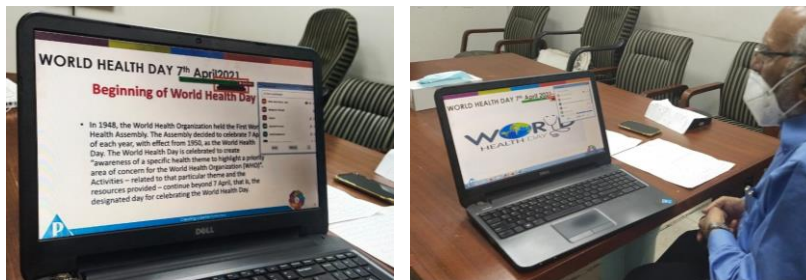 WORLD HEALTH DAY 7th April2021
Beginning of World Health Day
• In 1948, the World Health Organization held the First World
Health Assembly. The Assembly decided to celebrate 7 April
of each year, with effect from 1950, as the World Health
Day. The World Health Day is celebrated to create
"awareness of a specific health theme to highlight a priority
area of concern for the World Health Organization (WHO)".
Activities – related to that particular theme and the
resources provided – continue beyond 7 April, that is, the
designated day for celebrating the World Health Day.
P
DELL
WORLD HEALTH DAY 7th April 2021
WORLD
HEALTH DAY